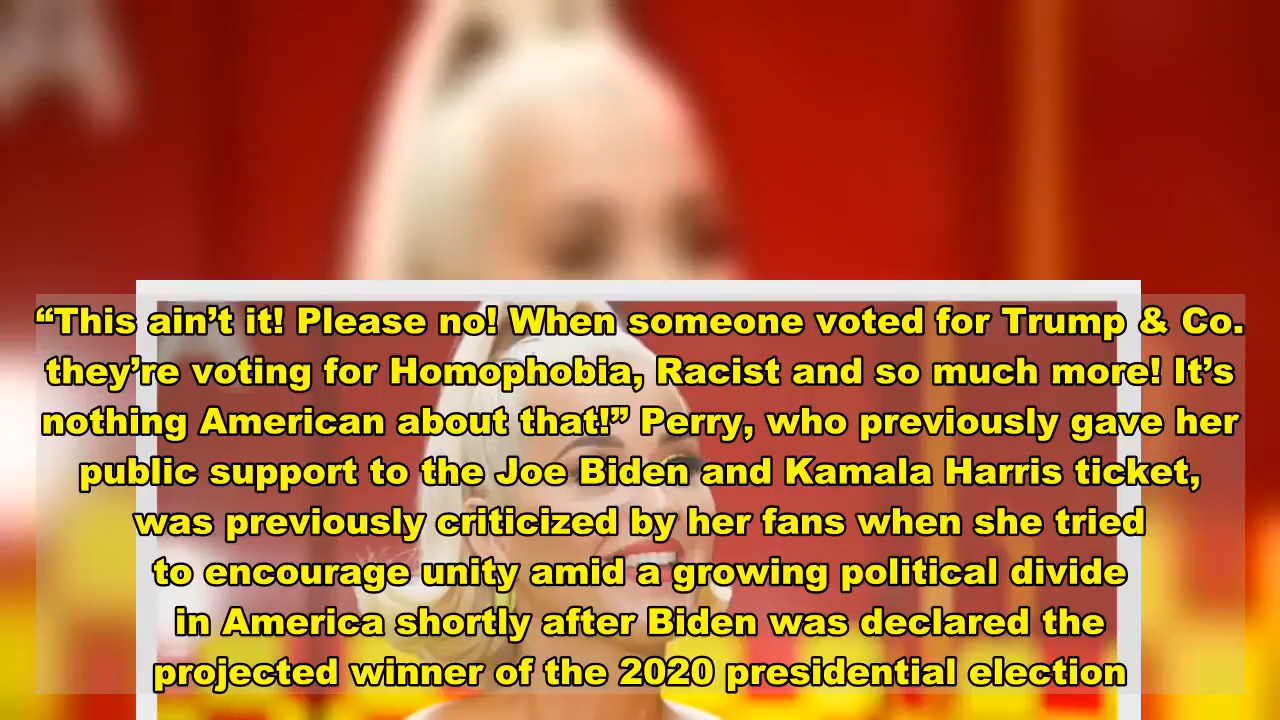 “This ain’t it! Please no! When someone voted for Trump & Co.
they’re voting for Homophobia, Racist and so much more! It’s
nothing American about that!” Perry, who previously gave her
public support to the Joe Biden and Kamala Harris ticket,
was previously criticized by her fans when she tried
to encourage unity amid a growing political divide
in America shortly after Biden was declared the
projected winner of the 2020 presidential election